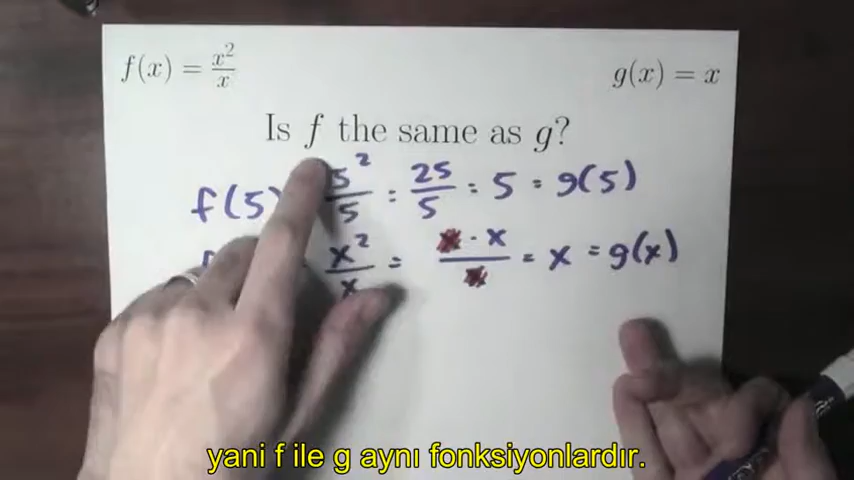 f(x) = x²/x
g(x) = x
Is f the same as g?
f(5) 5²/5 = 25/5 = 5 = g(5)
x²/x = x · x/x = x = g(x)
yani f ile g aynı fonksiyonlardır.